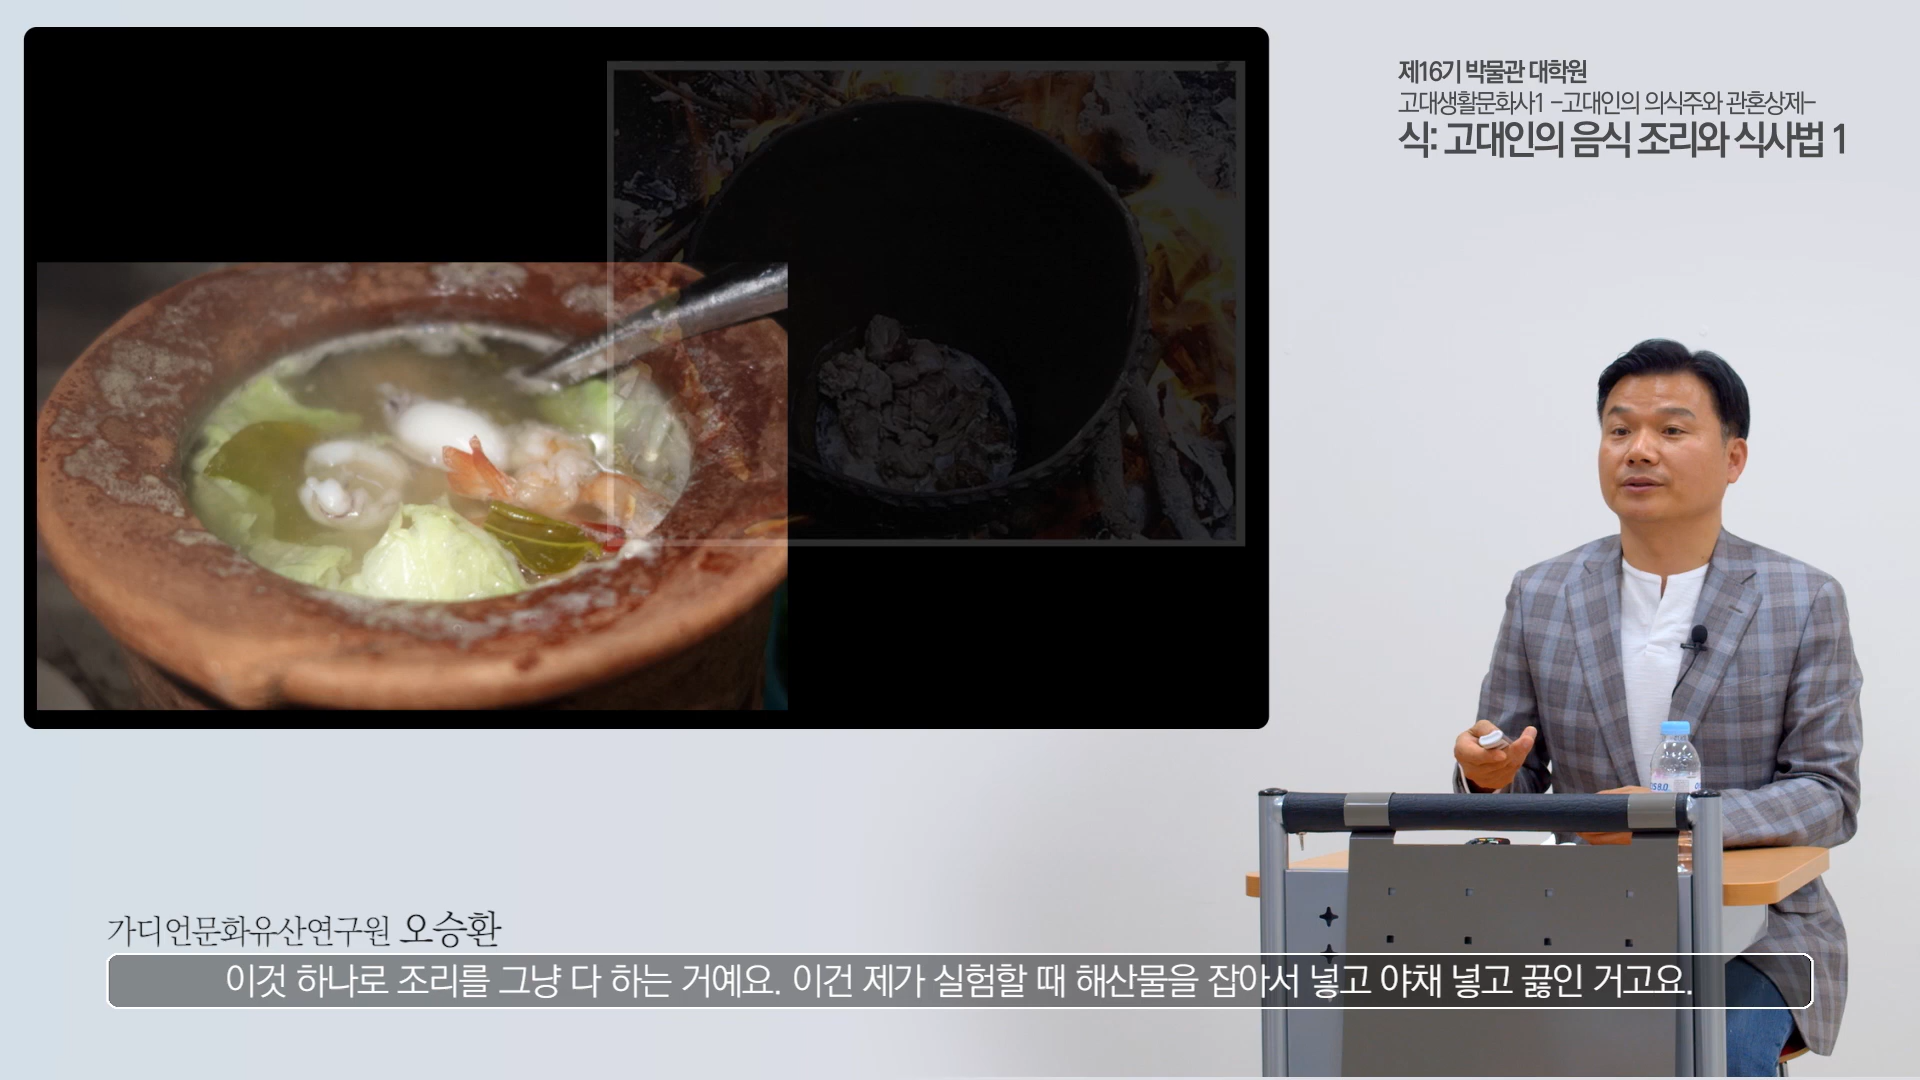 제16기 박물관 대학원
고대생활문화사1 -고대인의 의식주와 관혼상제-
식: 고대인의 음식 조리와 식사법 1
가디언문화유산연구원 오승환
이것 하나로 조리를 그냥 다 하는 거예요. 이건 제가 실험할 때 해산물을 잡아서 넣고 야채 넣고 끓인 거고요.